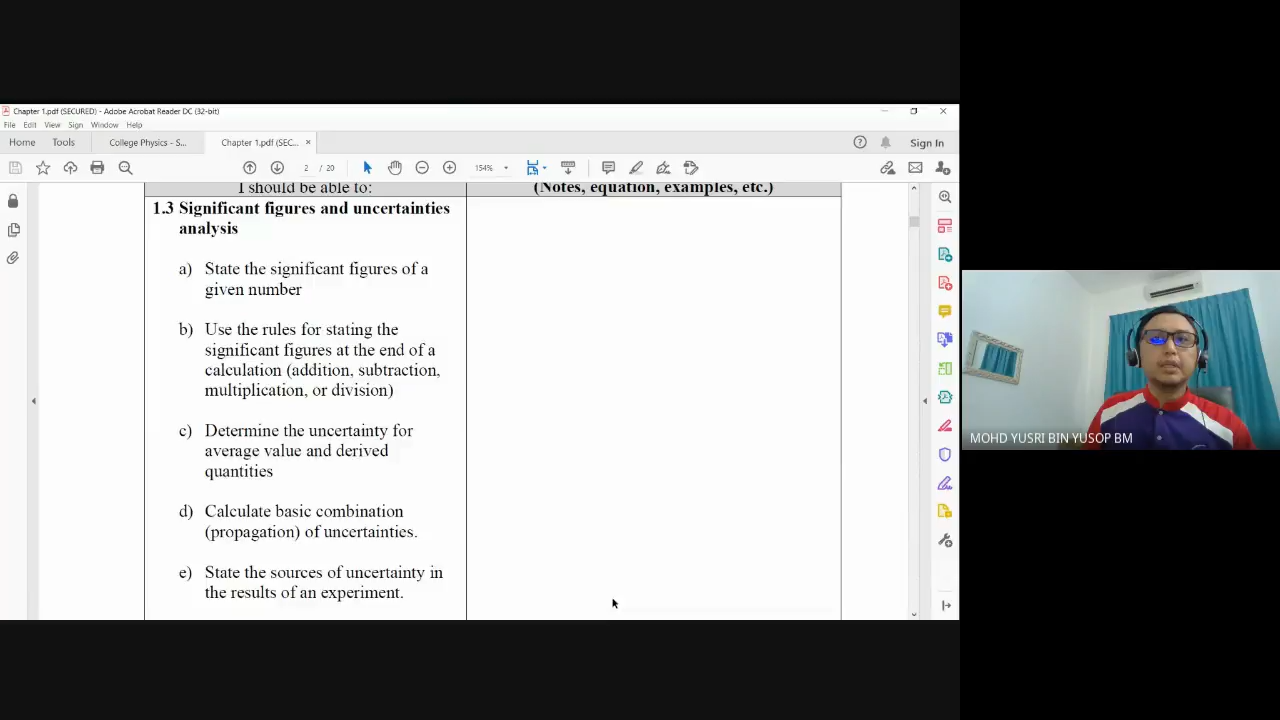 Chapter 1.pdf (SECURED) - Adobe Acrobat Reader DC (32-bit)
File Edit View Sign Window Help
Home Tools College Physics - S... Chapter 1.pdf (SEC... × Sign In
2 / 20 154%
I should be able to: (Notes, equation, examples, etc.)
1.3 Significant figures and uncertainties
analysis
a) State the significant figures of a
given number
b) Use the rules for stating the
significant figures at the end of a
calculation (addition, subtraction,
multiplication, or division)
c) Determine the uncertainty for
average value and derived
quantities
d) Calculate basic combination
(propagation) of uncertainties.
e) State the sources of uncertainty in
the results of an experiment.
MOHD YUSRI BIN YUSOP BM